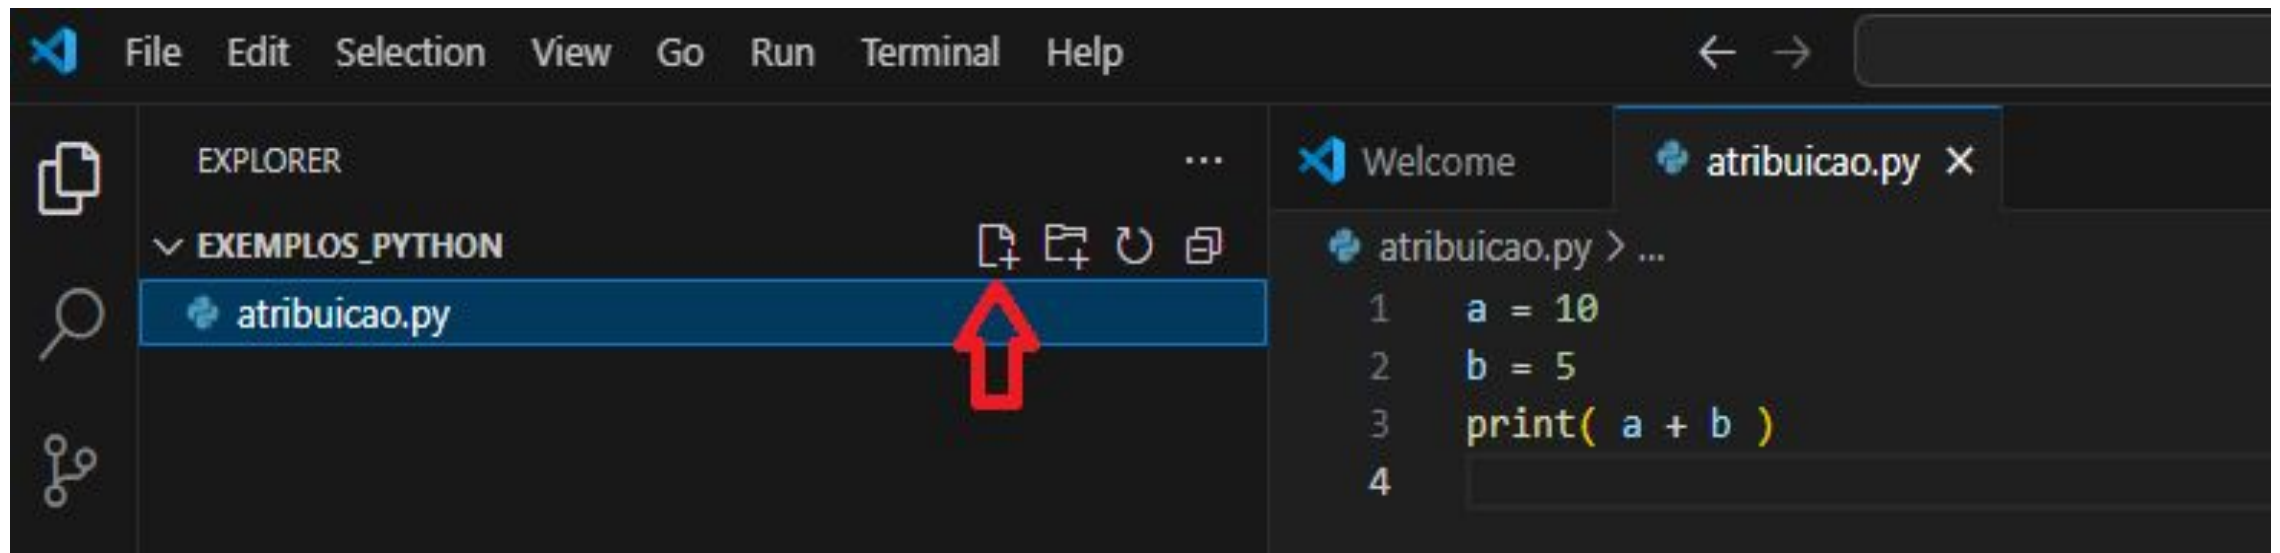 File Edit Selection View Go Run Terminal Help
EXPLORER
EXEMPLOS_PYTHON
atribuicao.py
Welcome atribuicao.py
atribuicao.py > ...
1 a = 10
2 b = 5
3 print( a + b )
4